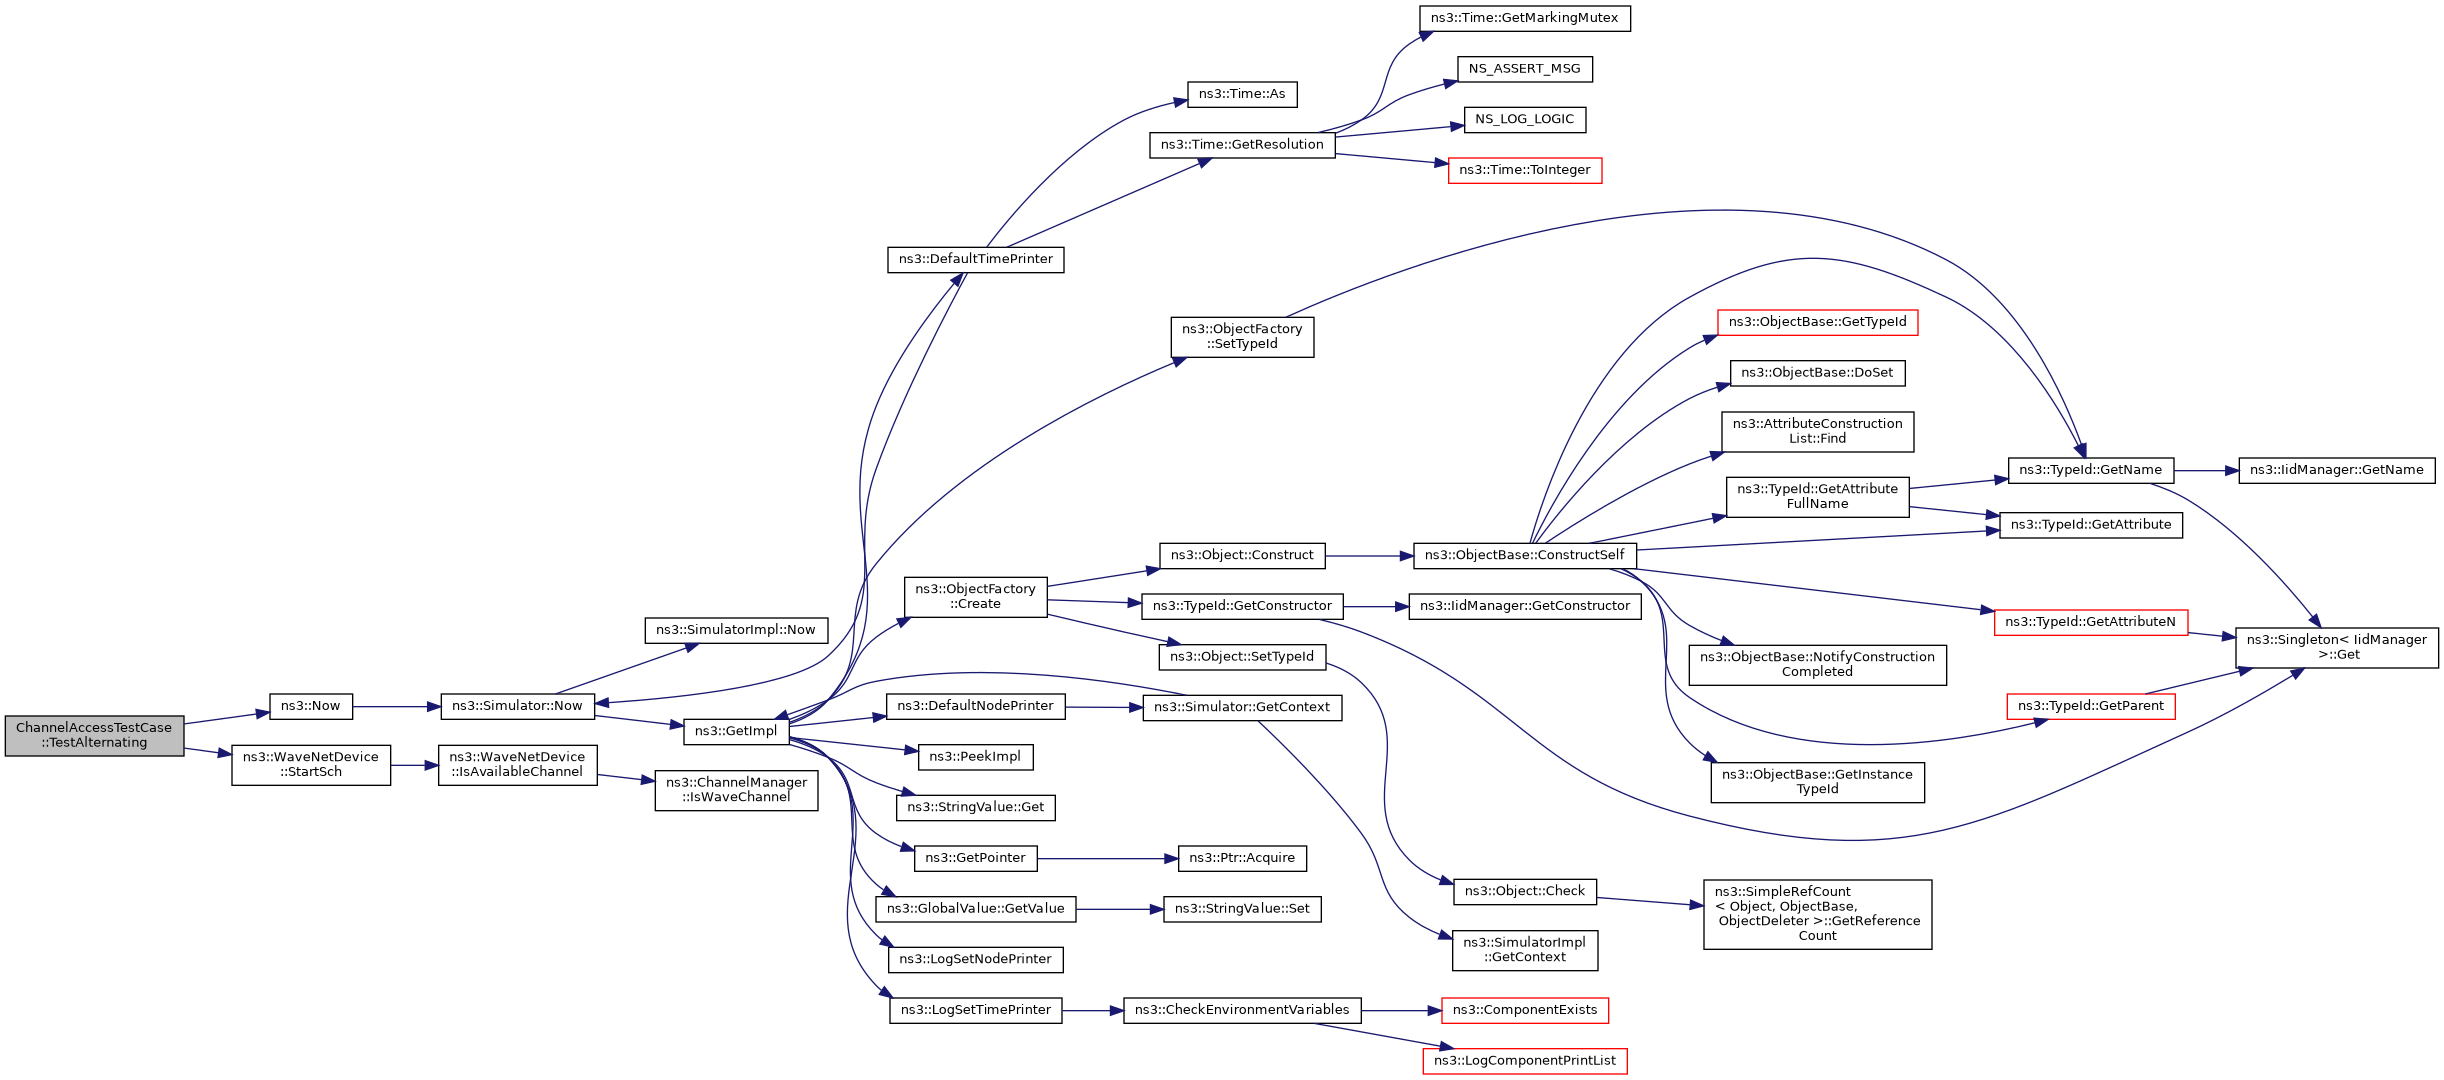 ChannelAccessTestCase
::TestAlternating
ns3::Now
ns3::WaveNetDevice
::StartSch
ns3::Simulator::Now
ns3::WaveNetDevice
::IsAvailableChannel
ns3::SimulatorImpl::Now
ns3::GetImpl
ns3::ChannelManager
::IsWaveChannel
ns3::DefaultTimePrinter
ns3::ObjectFactory
::Create
ns3::DefaultNodePrinter
ns3::PeekImpl
ns3::StringValue::Get
ns3::GetPointer
ns3::GlobalValue::GetValue
ns3::LogSetNodePrinter
ns3::LogSetTimePrinter
ns3::Time::As
ns3::Time::GetResolution
ns3::ObjectFactory
::SetTypeId
ns3::Object::Construct
ns3::TypeId::GetConstructor
ns3::Object::SetTypeId
ns3::Simulator::GetContext
ns3::Ptr::Acquire
ns3::StringValue::Set
ns3::CheckEnvironmentVariables
ns3::Time::GetMarkingMutex
NS_ASSERT_MSG
NS_LOG_LOGIC
ns3::Time::ToInteger
ns3::ObjectBase::ConstructSelf
ns3::IidManager::GetConstructor
ns3::Object::Check
ns3::SimulatorImpl
::GetContext
ns3::ComponentExists
ns3::LogComponentPrintList
ns3::ObjectBase::GetTypeId
ns3::ObjectBase::DoSet
ns3::AttributeConstruction
List::Find
ns3::TypeId::GetAttribute
FullName
ns3::ObjectBase::NotifyConstruction
Completed
ns3::ObjectBase::GetInstance
TypeId
ns3::SimpleRefCount
< Object, ObjectBase,
ObjectDeleter >::GetReference
Count
ns3::TypeId::GetName
ns3::TypeId::GetAttribute
ns3::TypeId::GetAttributeN
ns3::TypeId::GetParent
ns3::IidManager::GetName
ns3::Singleton< IidManager
>::Get